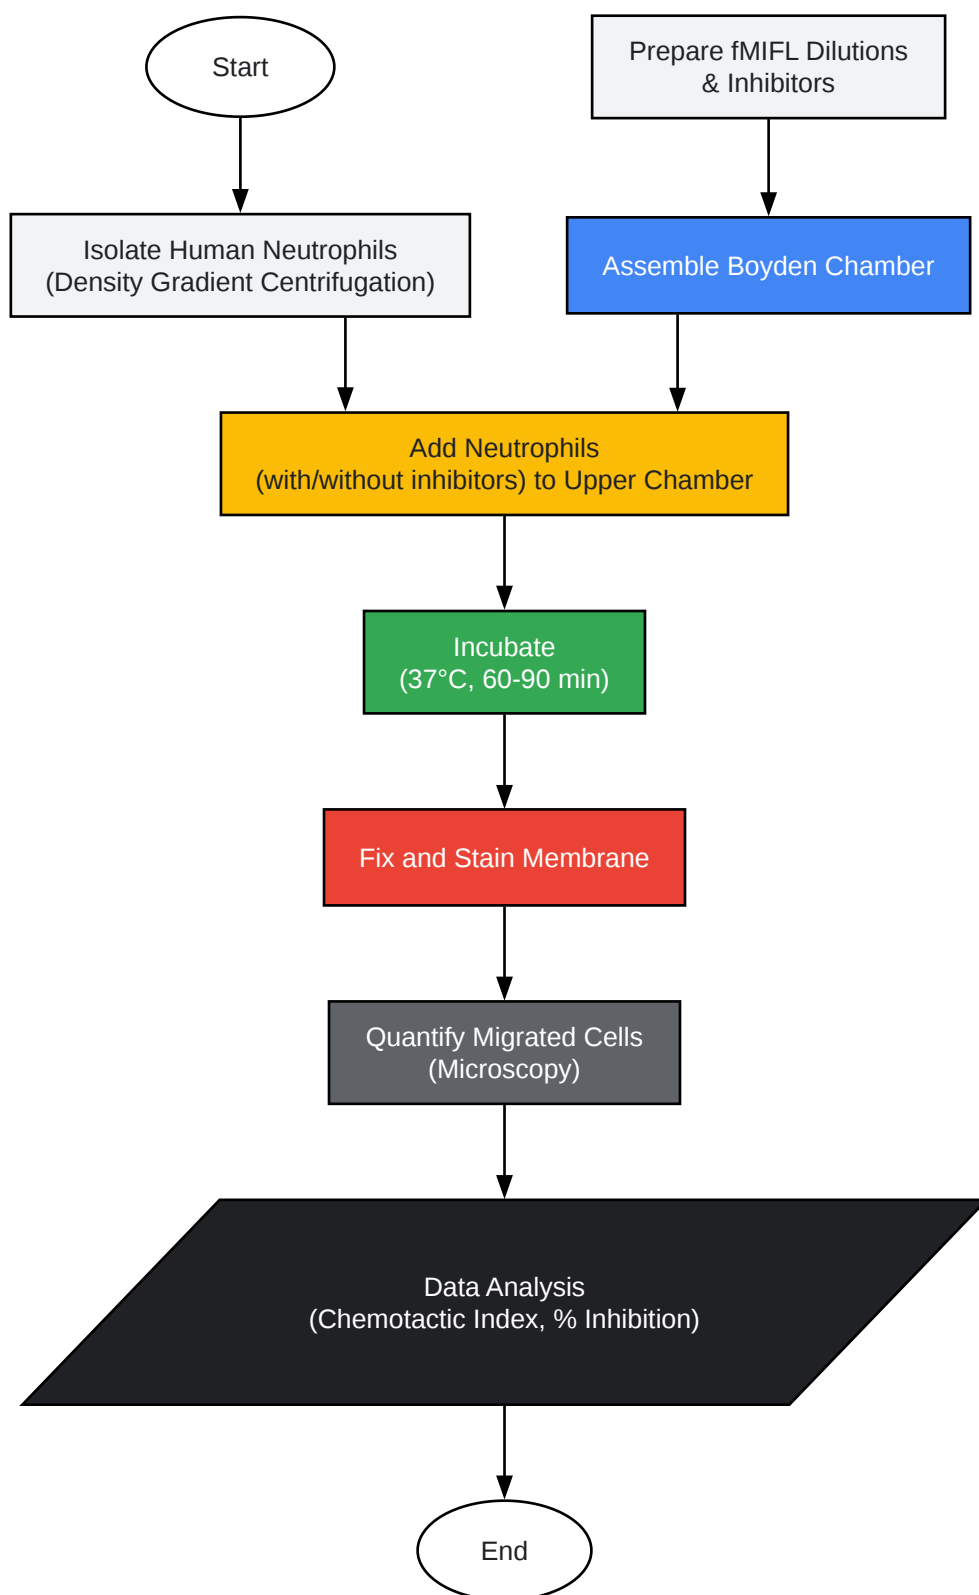 Start
Prepare fMIFL Dilutions
& Inhibitors
Isolate Human Neutrophils
(Density Gradient Centrifugation)
Assemble Boyden Chamber
Add Neutrophils
(with/without inhibitors) to Upper Chamber
Incubate
(37°C, 60-90 min)
Fix and Stain Membrane
Quantify Migrated Cells
(Microscopy)
Data Analysis
(Chemotactic Index, % Inhibition)
End